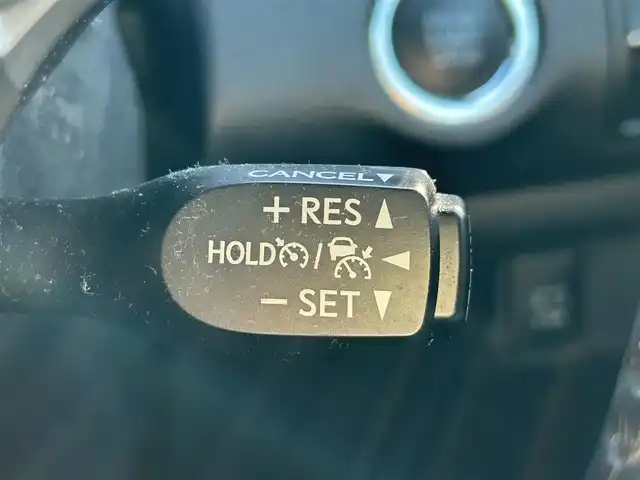 CANCEL▼
+ RES ▲
HOLD / ◀
− SET ▼